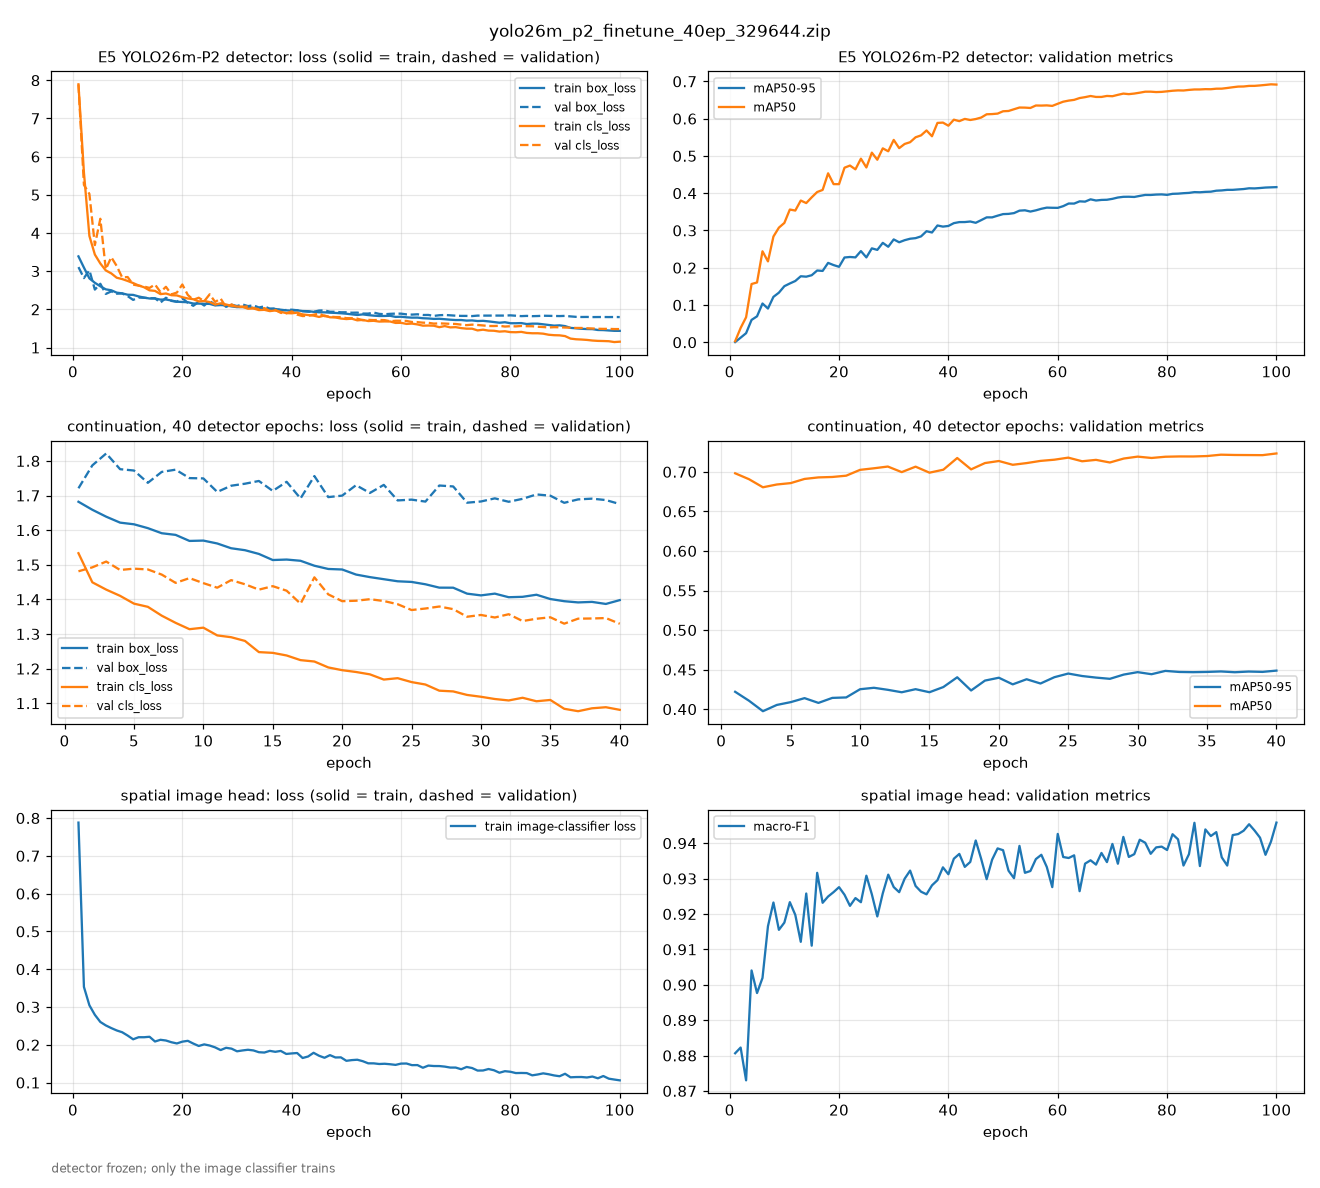 yolo26m_p2_finetune_40ep_329644.zip
E5 YOLO26m-P2 detector: loss (solid = train, dashed = validation)
8
7
6
5
4
3
2
1
train box_loss
val box_loss
train cls_loss
val cls_loss
0 20 40 60 80 100
epoch
E5 YOLO26m-P2 detector: validation metrics
0.7
0.6
0.5
0.4
0.3
0.2
0.1
0.0
mAP50-95
mAP50
0 20 40 60 80 100
epoch
continuation, 40 detector epochs: loss (solid = train, dashed = validation)
1.8
1.7
1.6
1.5
1.4
1.3
1.2
1.1
train box_loss
val box_loss
train cls_loss
val cls_loss
0 5 10 15 20 25 30 35 40
epoch
continuation, 40 detector epochs: validation metrics
0.70
0.65
0.60
0.55
0.50
0.45
0.40
mAP50-95
mAP50
0 5 10 15 20 25 30 35 40
epoch
spatial image head: loss (solid = train, dashed = validation)
0.8
0.7
0.6
0.5
0.4
0.3
0.2
0.1
train image-classifier loss
0 20 40 60 80 100
epoch
spatial image head: validation metrics
0.94
0.93
0.92
0.91
0.90
0.89
0.88
0.87
macro-F1
0 20 40 60 80 100
epoch
detector frozen; only the image classifier trains